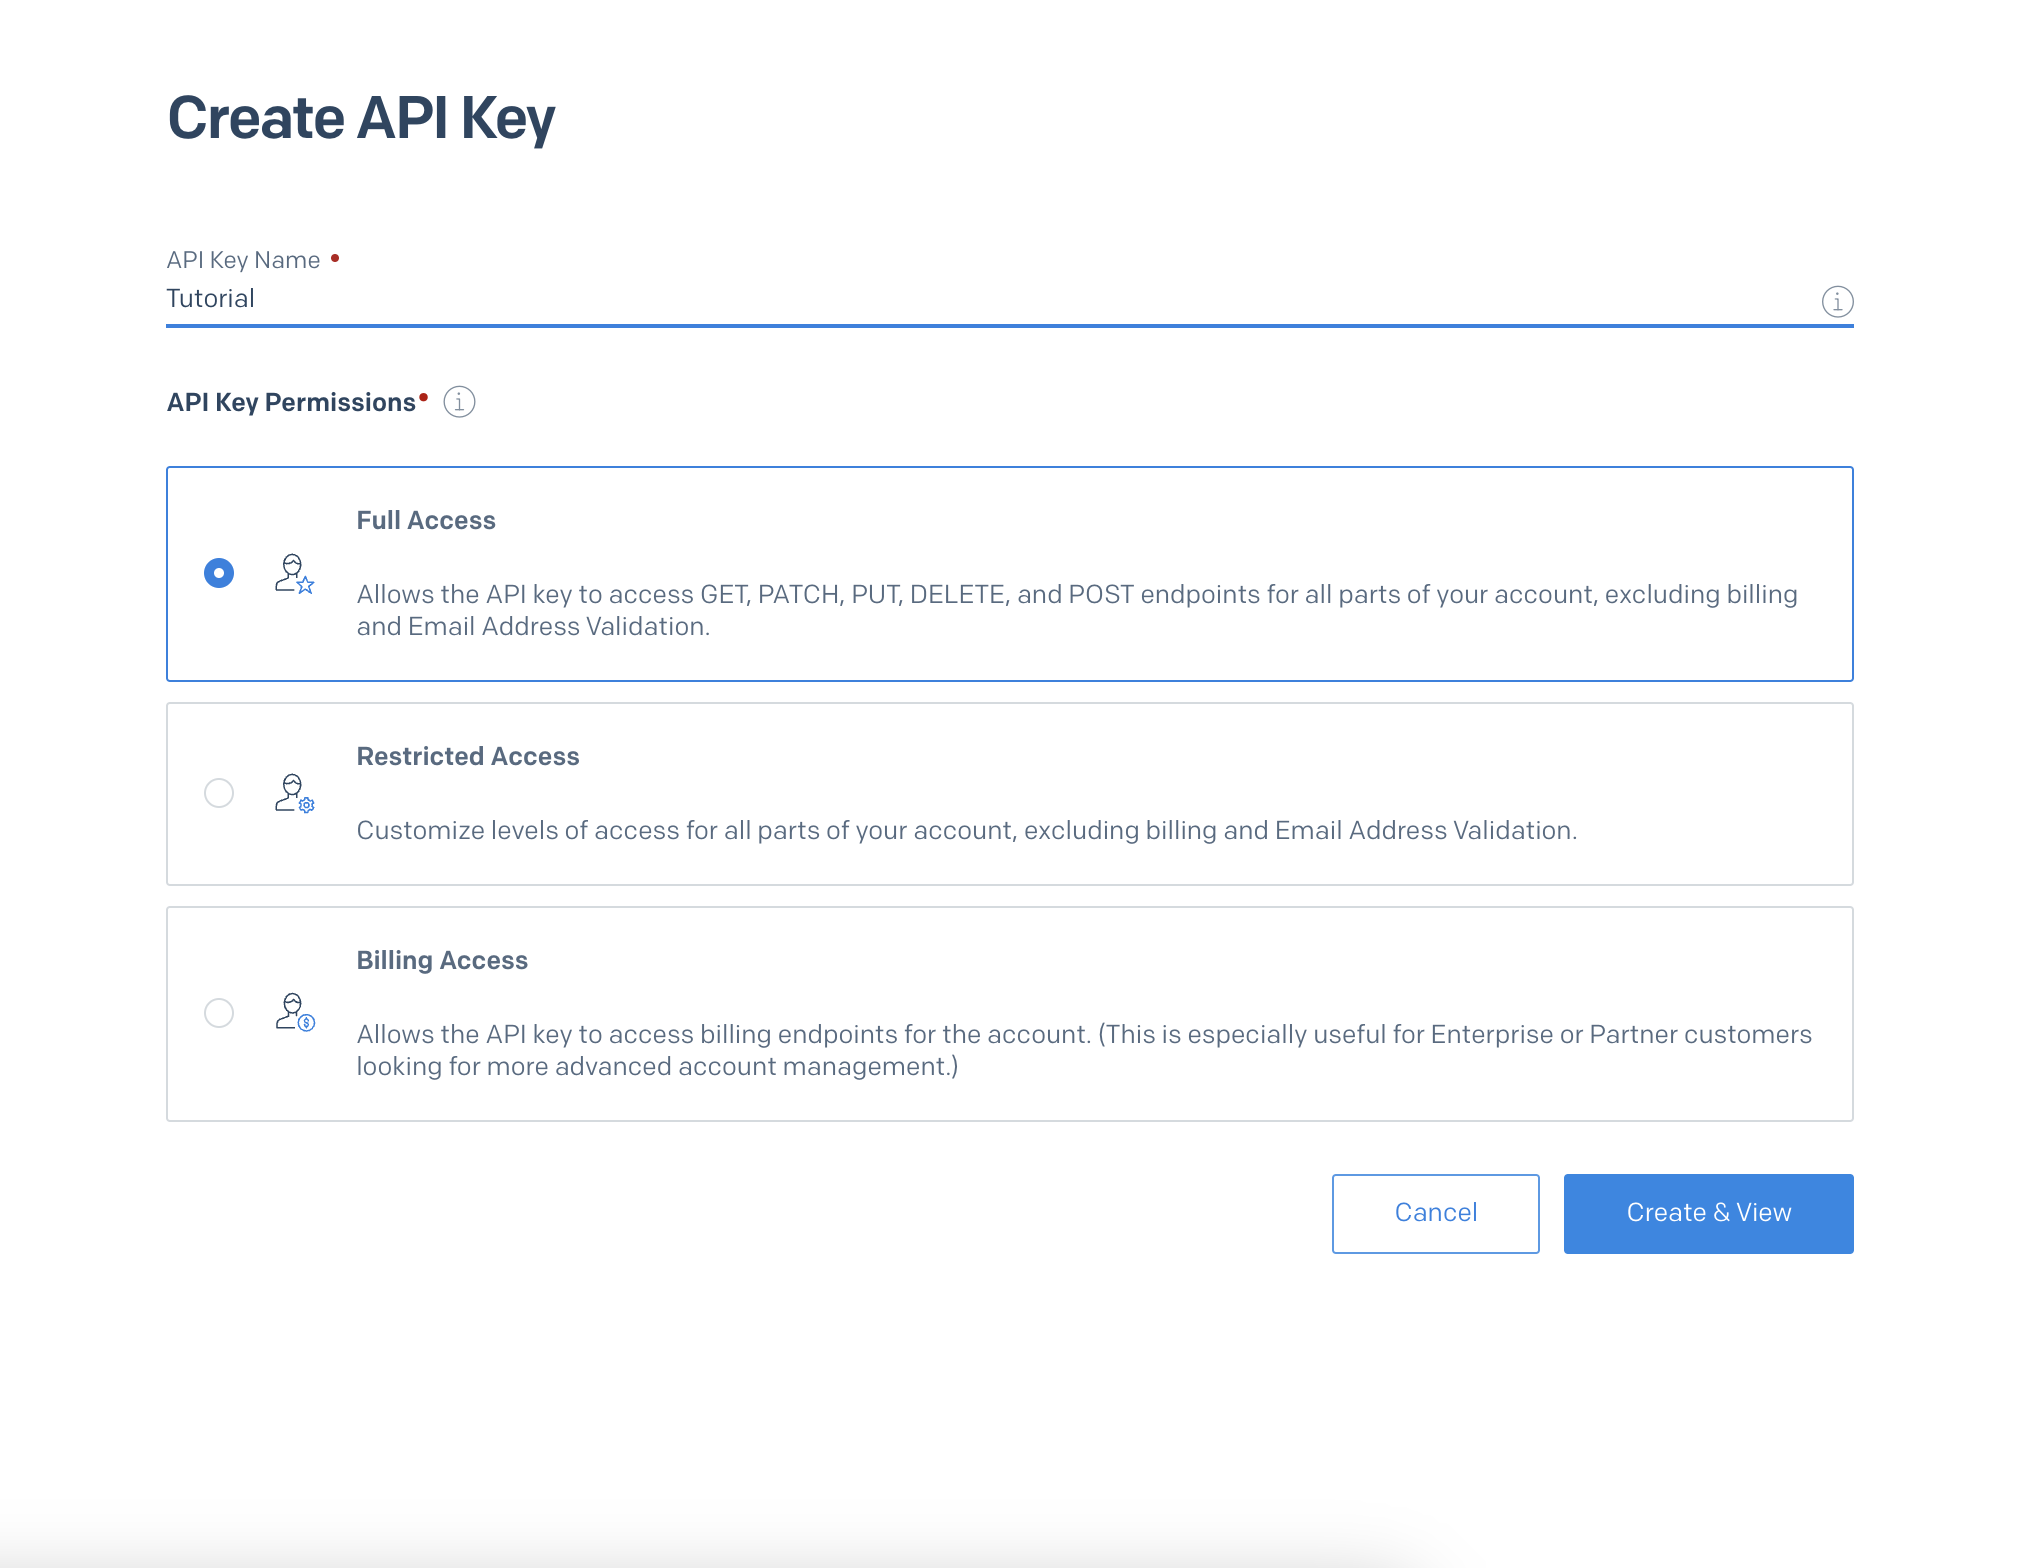 Create API Key
API Key Name
Tutorial
API Key Permissions
Full Access
Allows the API key to access GET, PATCH, PUT, DELETE, and POST endpoints for all parts of your account, excluding billing
and Email Address Validation.
Restricted Access
Customize levels of access for all parts of your account, excluding billing and Email Address Validation.
Billing Access
Allows the API key to access billing endpoints for the account. (This is especially useful for Enterprise or Partner customers
looking for more advanced account management.)
Cancel
Create & View